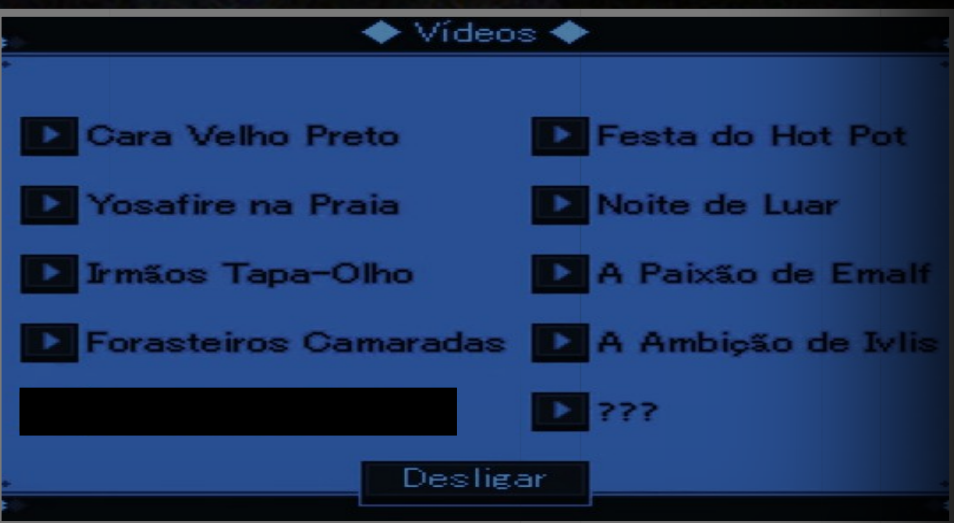 Vídeos
Cara Velho Preto
Festa do Hot Pot
Yosafire na Praia
Noite de Luar
Irmãos Tapa-Olho
A Paixão de Emalf
Forasteiros Camaradas
A Ambição de Ivlis
???
Desligar